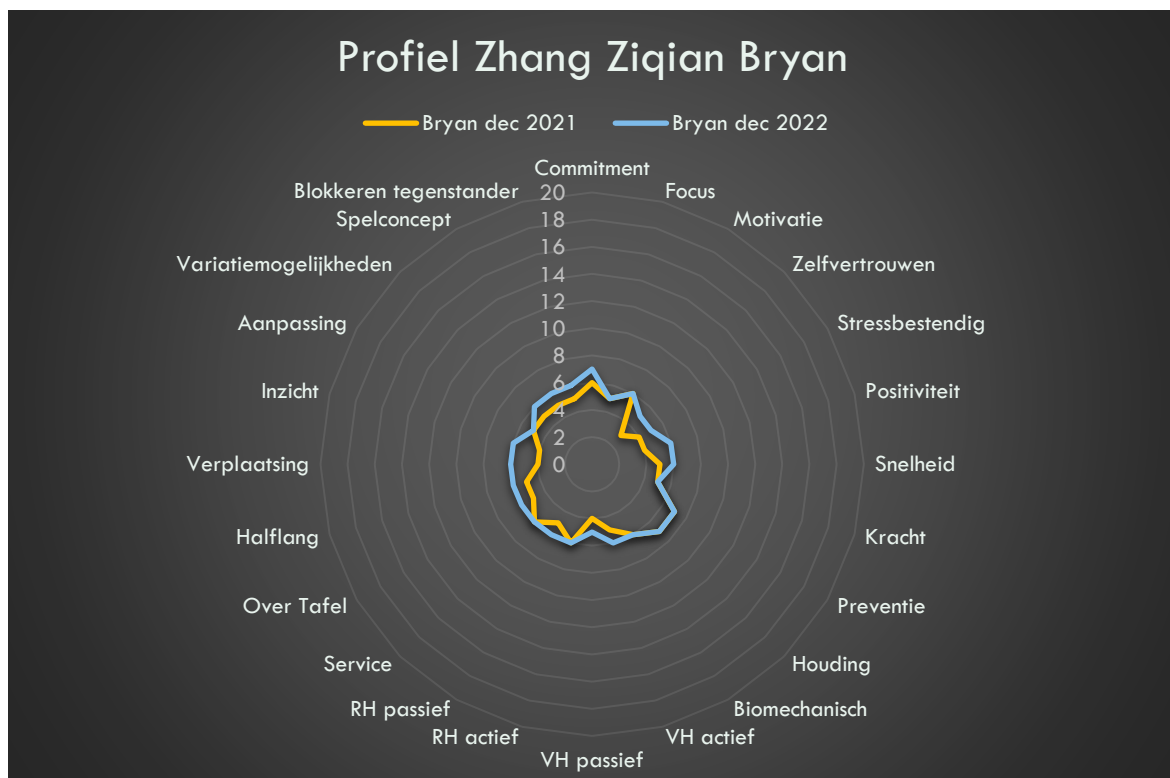 Profiel Zhang Ziqian Bryan
Bryan dec 2021
Bryan dec 2022
Commitment
Focus
Motivatie
Zelfvertrouwen
Stressbestendig
Positiviteit
Snelheid
Kracht
Preventie
Houding
Biomechanisch
VH actief
VH passief
RH actief
RH passief
Service
Over Tafel
Halflang
Verplaatsing
Inzicht
Aanpassing
Variatiemogelijkheden
Spelconcept
Blokkeren tegenstander
20
18
16
14
12
10
8
6
4
2
0